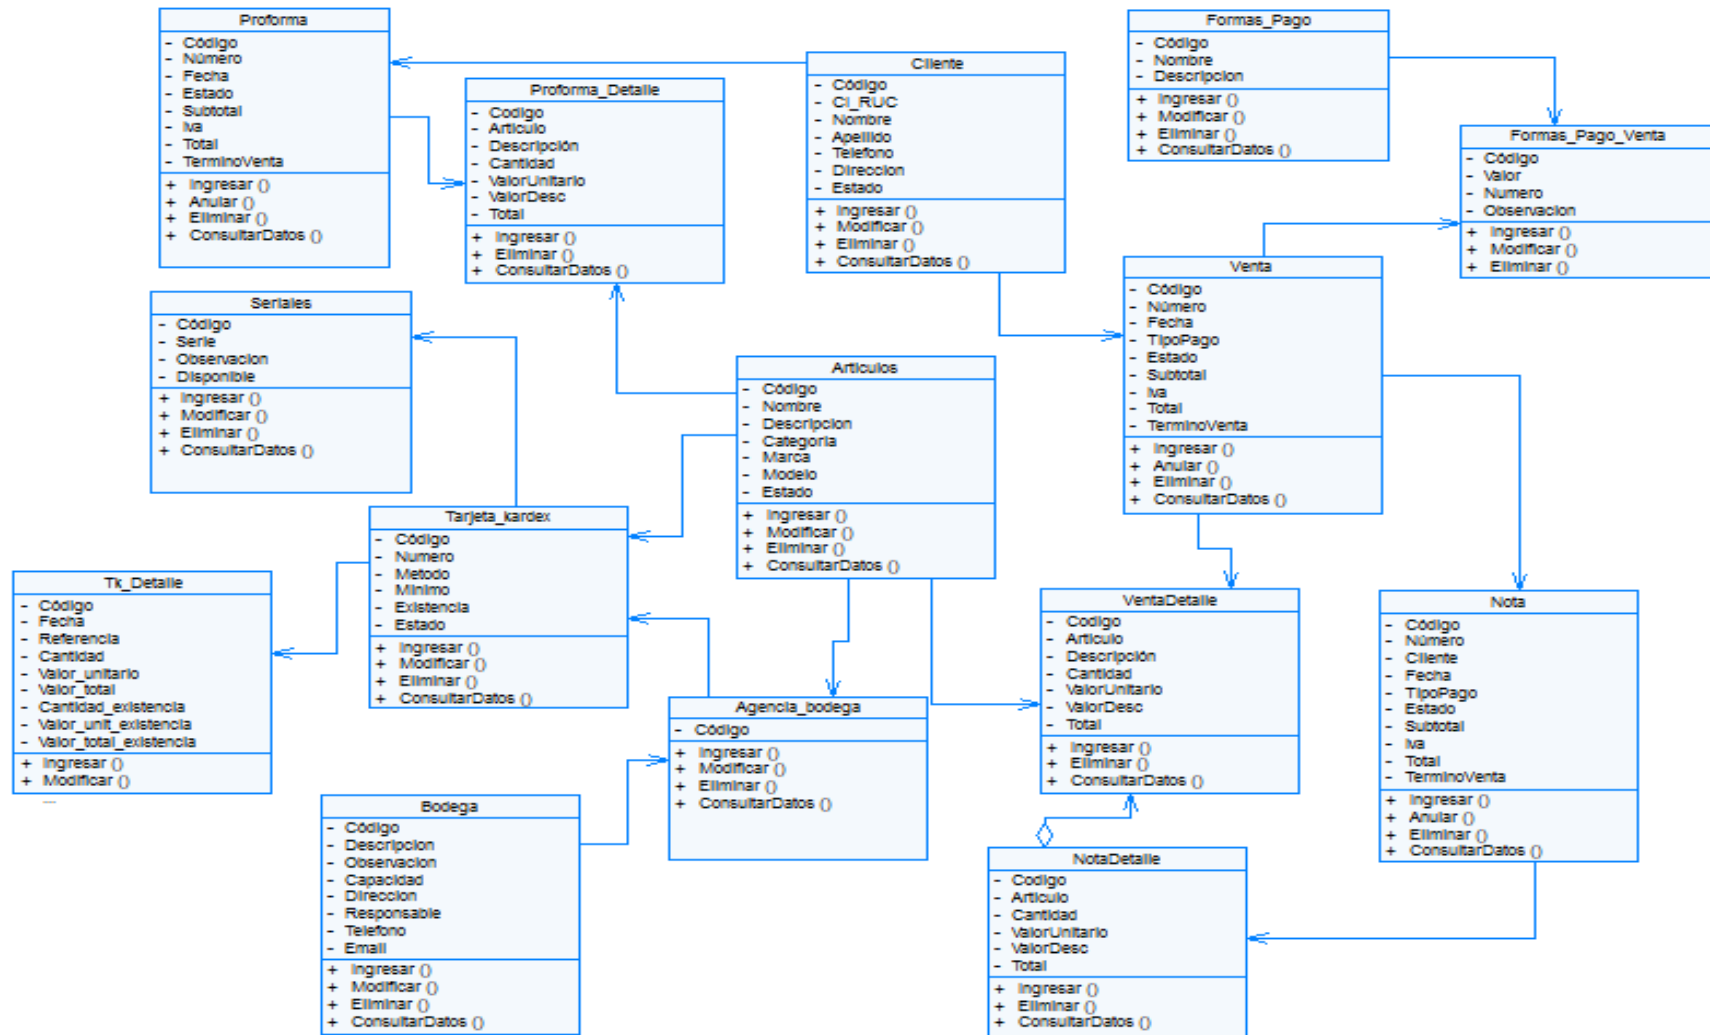 Proforma
- Código
- Número
- Fecha
- Estado
- Subtotal
- Iva
- Total
- TerminoVenta
+ Ingresar ()
+ Anular ()
+ Eliminar ()
+ ConsultarDatos ()
Proforma_Detalle
- Codigo
- Articulo
- Descripción
- Cantidad
- ValorUnitario
- ValorDesc
- Total
+ Ingresar ()
+ Eliminar ()
+ ConsultarDatos ()
Cliente
- Código
- CI_RUC
- Nombre
- Apellido
- Telefono
- Direccion
- Estado
+ Ingresar ()
+ Modificar ()
+ Eliminar ()
+ ConsultarDatos ()
Formas_Pago
- Código
- Nombre
- Descripcion
+ Ingresar ()
+ Modificar ()
+ Eliminar ()
+ ConsultarDatos ()
Formas_Pago_Venta
- Código
- Valor
- Numero
- Observacion
+ Ingresar ()
+ Modificar ()
+ Eliminar ()
Seriales
- Código
- Serie
- Observacion
- Disponible
+ Ingresar ()
+ Modificar ()
+ Eliminar ()
+ ConsultarDatos ()
Articulos
- Código
- Nombre
- Descripcion
- Categoria
- Marca
- Modelo
- Estado
+ Ingresar ()
+ Modificar ()
+ Eliminar ()
+ ConsultarDatos ()
Venta
- Código
- Número
- Fecha
- TipoPago
- Estado
- Subtotal
- Iva
- Total
- TerminoVenta
+ Ingresar ()
+ Anular ()
+ Eliminar ()
+ ConsultarDatos ()
Tarjeta_kardex
- Código
- Numero
- Metodo
- Minimo
- Existencia
- Estado
+ Ingresar ()
+ Modificar ()
+ Eliminar ()
+ ConsultarDatos ()
Tk_Detalle
- Código
- Fecha
- Referencia
- Cantidad
- Valor_unitario
- Valor_total
- Cantidad_existencia
- Valor_unit_existencia
- Valor_total_existencia
+ Ingresar ()
+ Modificar ()
...
VentaDetalle
- Codigo
- Articulo
- Descripción
- Cantidad
- ValorUnitario
- ValorDesc
- Total
+ Ingresar ()
+ Eliminar ()
+ ConsultarDatos ()
Nota
- Código
- Número
- Cliente
- Fecha
- TipoPago
- Estado
- Subtotal
- Iva
- Total
- TerminoVenta
+ Ingresar ()
+ Anular ()
+ Eliminar ()
+ ConsultarDatos ()
Agencia_bodega
- Código
+ Ingresar ()
+ Modificar ()
+ Eliminar ()
+ ConsultarDatos ()
Bodega
- Código
- Descripcion
- Observacion
- Capacidad
- Direccion
- Responsable
- Telefono
- Email
+ Ingresar ()
+ Modificar ()
+ Eliminar ()
+ ConsultarDatos ()
NotaDetalle
- Codigo
- Articulo
- Cantidad
- ValorUnitario
- ValorDesc
- Total
+ Ingresar ()
+ Eliminar ()
+ ConsultarDatos ()